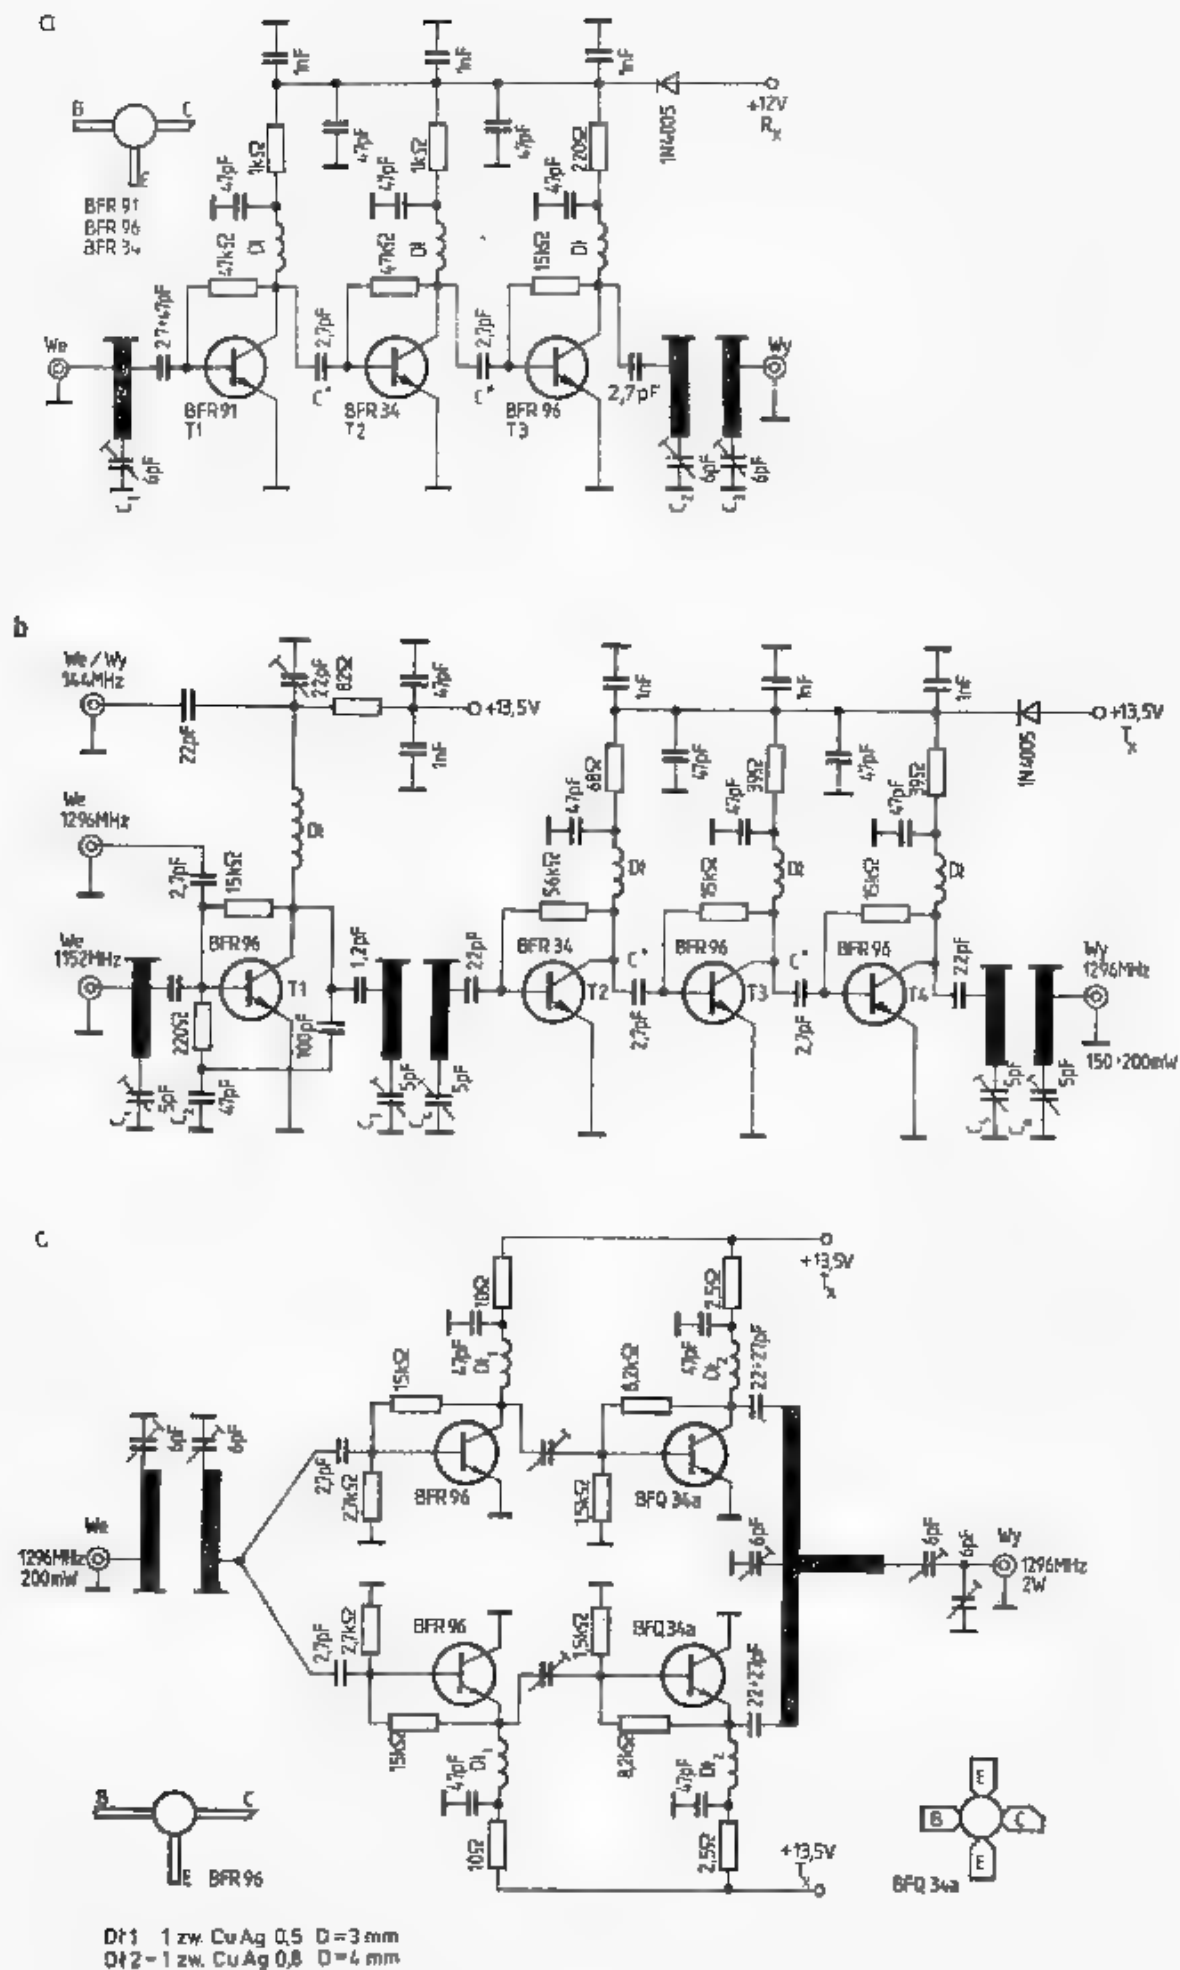 a
1nF
1nF
1nF
1N4005
+12V
Rx
B C
E
BFR 91
BFR 96
BFR 34
1kΩ
47pF
1kΩ
47pF
220Ω
47pF
47pF
47pF
47kΩ
Dł
47kΩ
Dł
15kΩ
Dł
We
2,7÷47pF
2,7pF
2,7pF
2,7pF
Wy
BFR 91
T1
C*
BFR 34
T2
C*
BFR 96
T3
6pF
C1
6pF
C2
6pF
C3
b
We / Wy
144MHz
22pF
22pF
82Ω
47pF
+13,5V
1nF
1nF
1nF
1nF
1N4005
+13,5V
Tx
68Ω
47pF
39Ω
47pF
39Ω
47pF
47pF
47pF
We
1296MHz
2,7pF
15kΩ
Dł
56kΩ
Dł
15kΩ
Dł
15kΩ
Dł
We
1152MHz
BFR 96
T1
1,2pF
22pF
BFR 34
T2
C*
2,7pF
BFR 96
T3
C*
2,7pF
BFR 96
T4
22pF
Wy
1296MHz
150÷200mW
220Ω
100pF
C1
5pF
C2
47pF
C3
5pF
5pF
C5
5pF
5pF
c
+13,5V
Tx
10Ω
47pF
Dł1
2,5Ω
47pF
Dł2
22÷27pF
15kΩ
8,2kΩ
6pF
6pF
2,7pF
2,7kΩ
BFR 96
1,5kΩ
BFQ 34a
We
1296MHz
200mW
6pF
6pF
6pF
Wy
1296MHz
2W
2,7pF
2,7kΩ
BFR 96
1,5kΩ
BFQ 34a
22÷27pF
15kΩ
47pF
Dł1
8,2kΩ
47pF
Dł2
10Ω
2,5Ω
+13,5V
Tx
B C
E BFR 96
E
B C
E
BFQ 34a
Dł1 1 zw. CuAg 0,5 D=3mm
Dł2 - 1 zw. CuAg 0,8 D=4mm